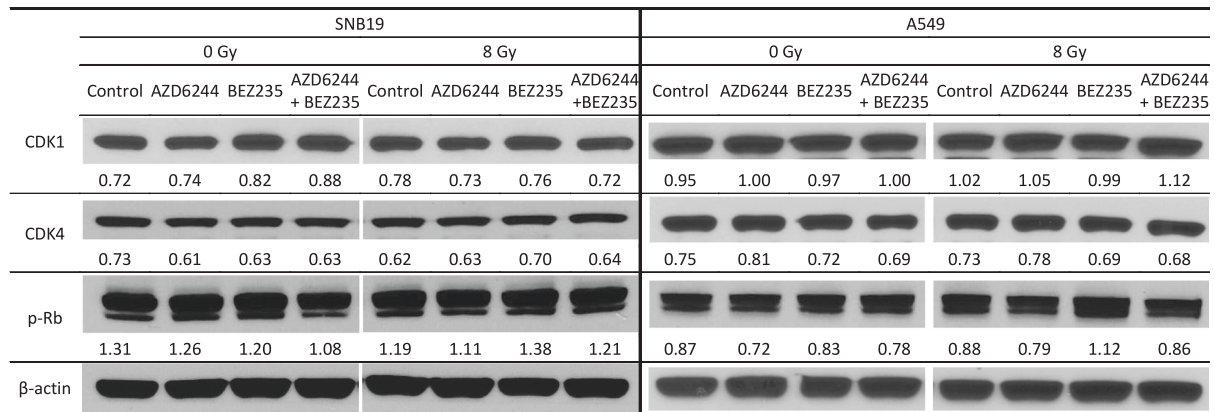 SNB19 A549
0 Gy 8 Gy 0 Gy 8 Gy
Control AZD6244 BEZ235 AZD6244 + BEZ235 Control AZD6244 BEZ235 AZD6244 +BEZ235 Control AZD6244 BEZ235 AZD6244 + BEZ235 Control AZD6244 BEZ235 AZD6244 + BEZ235
CDK1
0.72 0.74 0.82 0.88 0.78 0.73 0.76 0.72 0.95 1.00 0.97 1.00 1.02 1.05 0.99 1.12
CDK4
0.73 0.61 0.63 0.63 0.62 0.63 0.70 0.64 0.75 0.81 0.72 0.69 0.73 0.78 0.69 0.68
p-Rb
1.31 1.26 1.20 1.08 1.19 1.11 1.38 1.21 0.87 0.72 0.83 0.78 0.88 0.79 1.12 0.86
β-actin